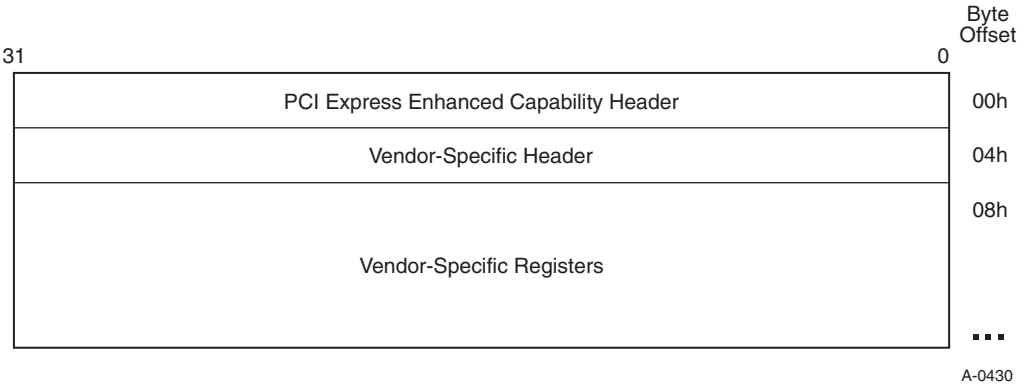 Byte
Offset
31
0
PCI Express Enhanced Capability Header
00h
Vendor-Specific Header
04h
08h
Vendor-Specific Registers
...
A-0430